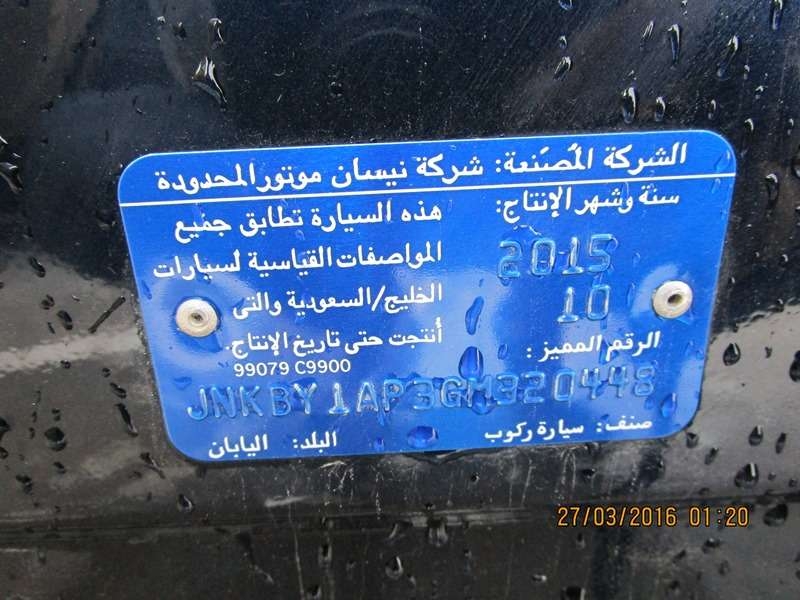 الشركة المُصَنعة: شركة نيسان موتور المحدودة
سنة وشهر الإنتاج:
2015
10
هذه السيارة تطابق جميع
المواصفات القياسية لسيارات
الخليج/السعودية والتى
أُنتجت حتى تاريخ الإنتاج.
99079 C9900
الرقم المميز :
JNKBY1AP3GM320448
صنف: سيارة ركوب
البلد: اليابان
27/03/2016 01:20